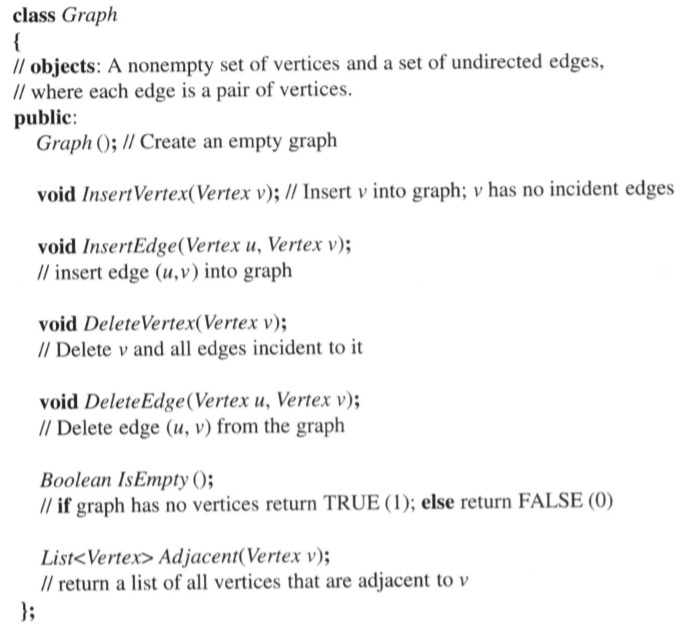 class Graph
{
// objects: A nonempty set of vertices and a set of undirected edges,
// where each edge is a pair of vertices.
public:
Graph (); // Create an empty graph
void InsertVertex(Vertex v); // Insert v into graph; v has no incident edges
void InsertEdge(Vertex u, Vertex v);
// insert edge (u,v) into graph
void DeleteVertex(Vertex v);
// Delete v and all edges incident to it
void DeleteEdge(Vertex u, Vertex v);
// Delete edge (u, v) from the graph
Boolean IsEmpty ();
// if graph has no vertices return TRUE (1); else return FALSE (0)
List<Vertex> Adjacent(Vertex v);
// return a list of all vertices that are adjacent to v
};